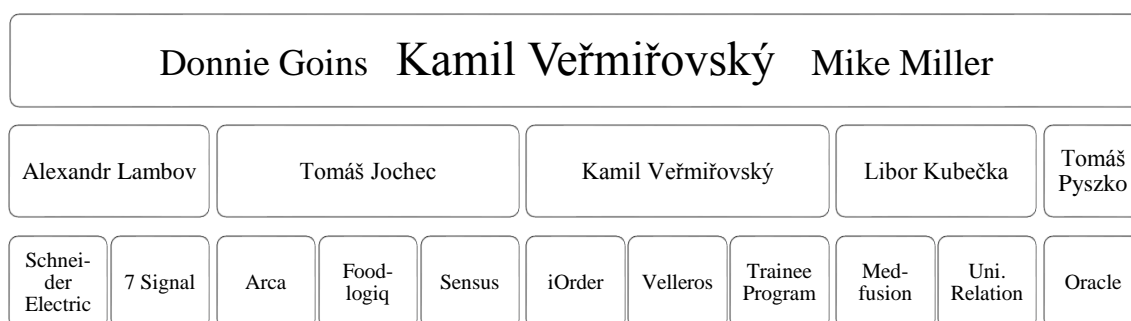 Donnie Goins Kamil Veřmiřovský Mike Miller
Alexandr Lambov
Tomáš Jochec
Kamil Veřmiřovský
Libor Kubečka
Tomáš
Pyszko
Schnei-
der
Electric
7 Signal
Arca
Food-
logiq
Sensus
iOrder
Velleros
Trainee
Program
Med-
fusion
Uni.
Relation
Oracle